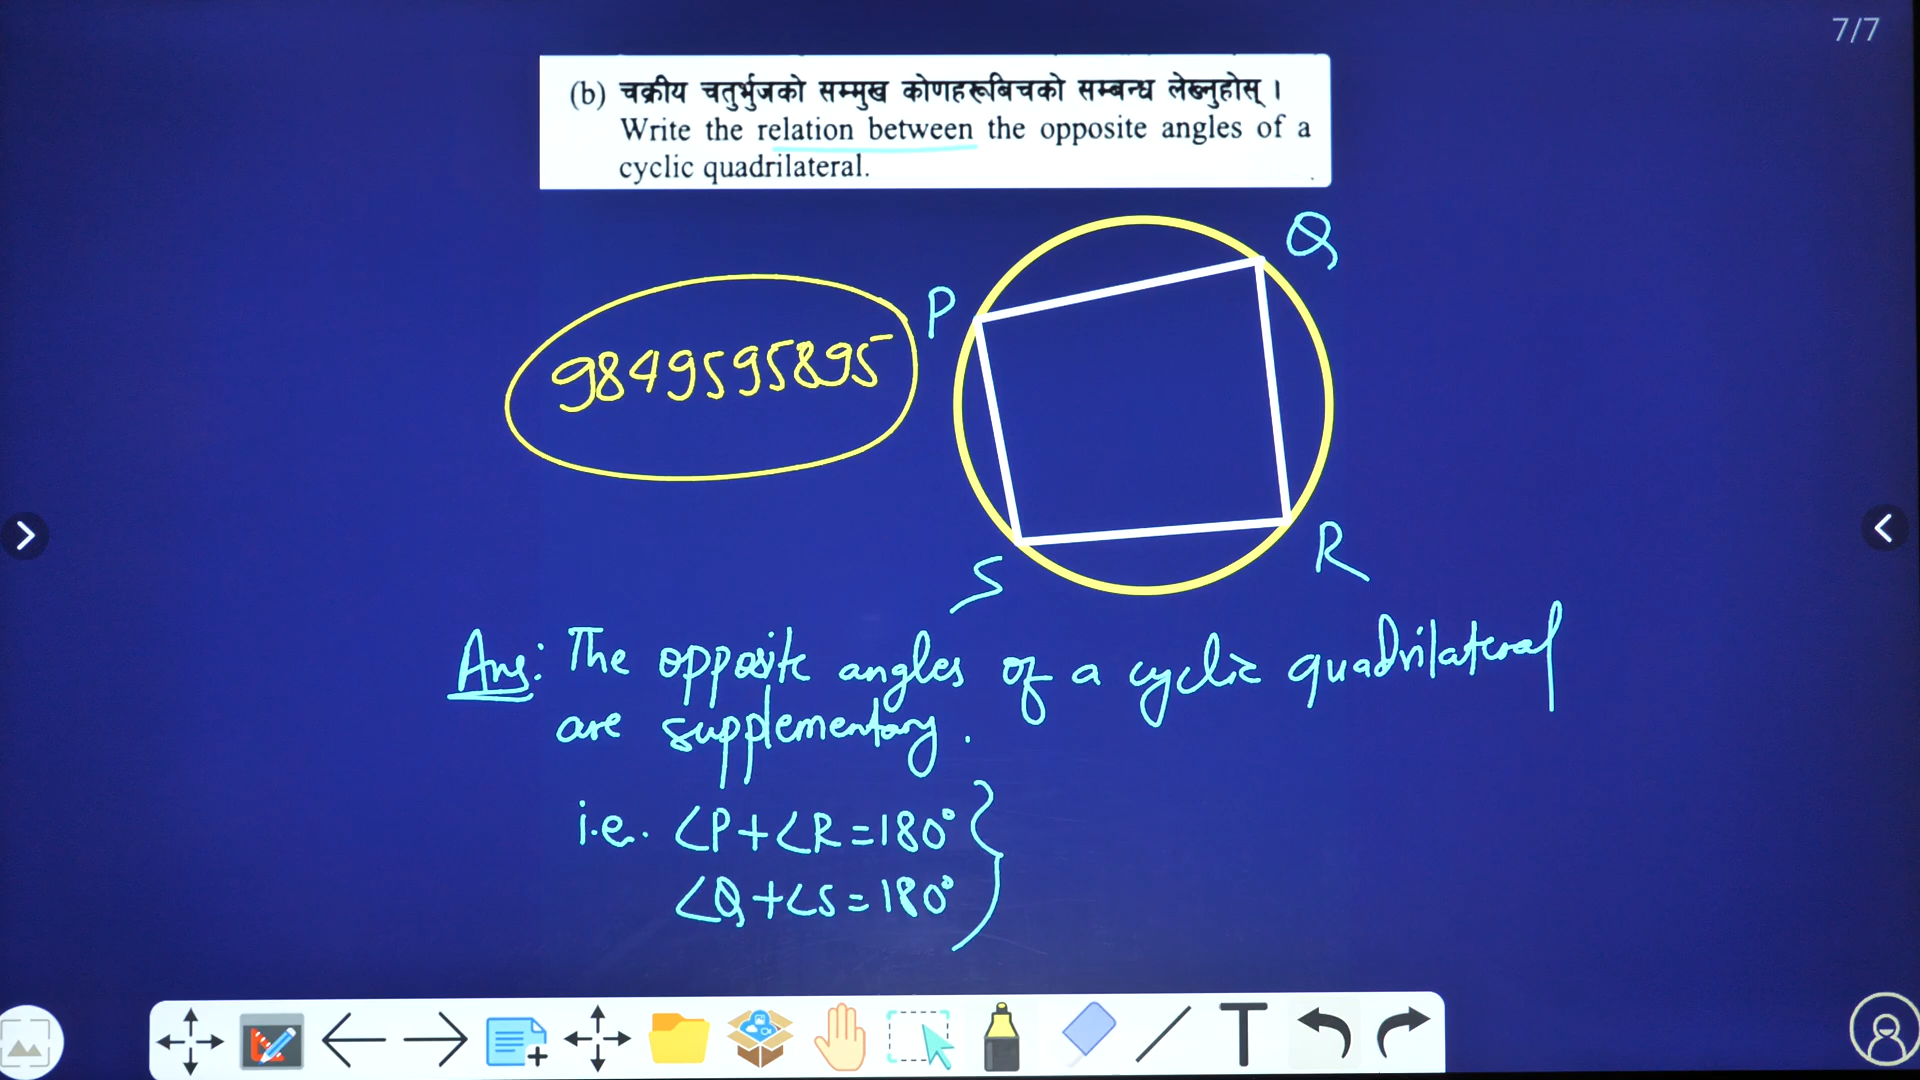 7/7
(b) चक्रीय चतुर्भुजको सम्मुख कोणहरूबिचको सम्बन्ध लेख्नुहोस् ।
Write the relation between the opposite angles of a
cyclic quadrilateral.
Q
P
9849595895
R
S
Ans: The opposite angles of a cyclic quadrilateral
are supplementary.
i.e. ∠P+∠R=180°
∠Q+∠S=180°
T